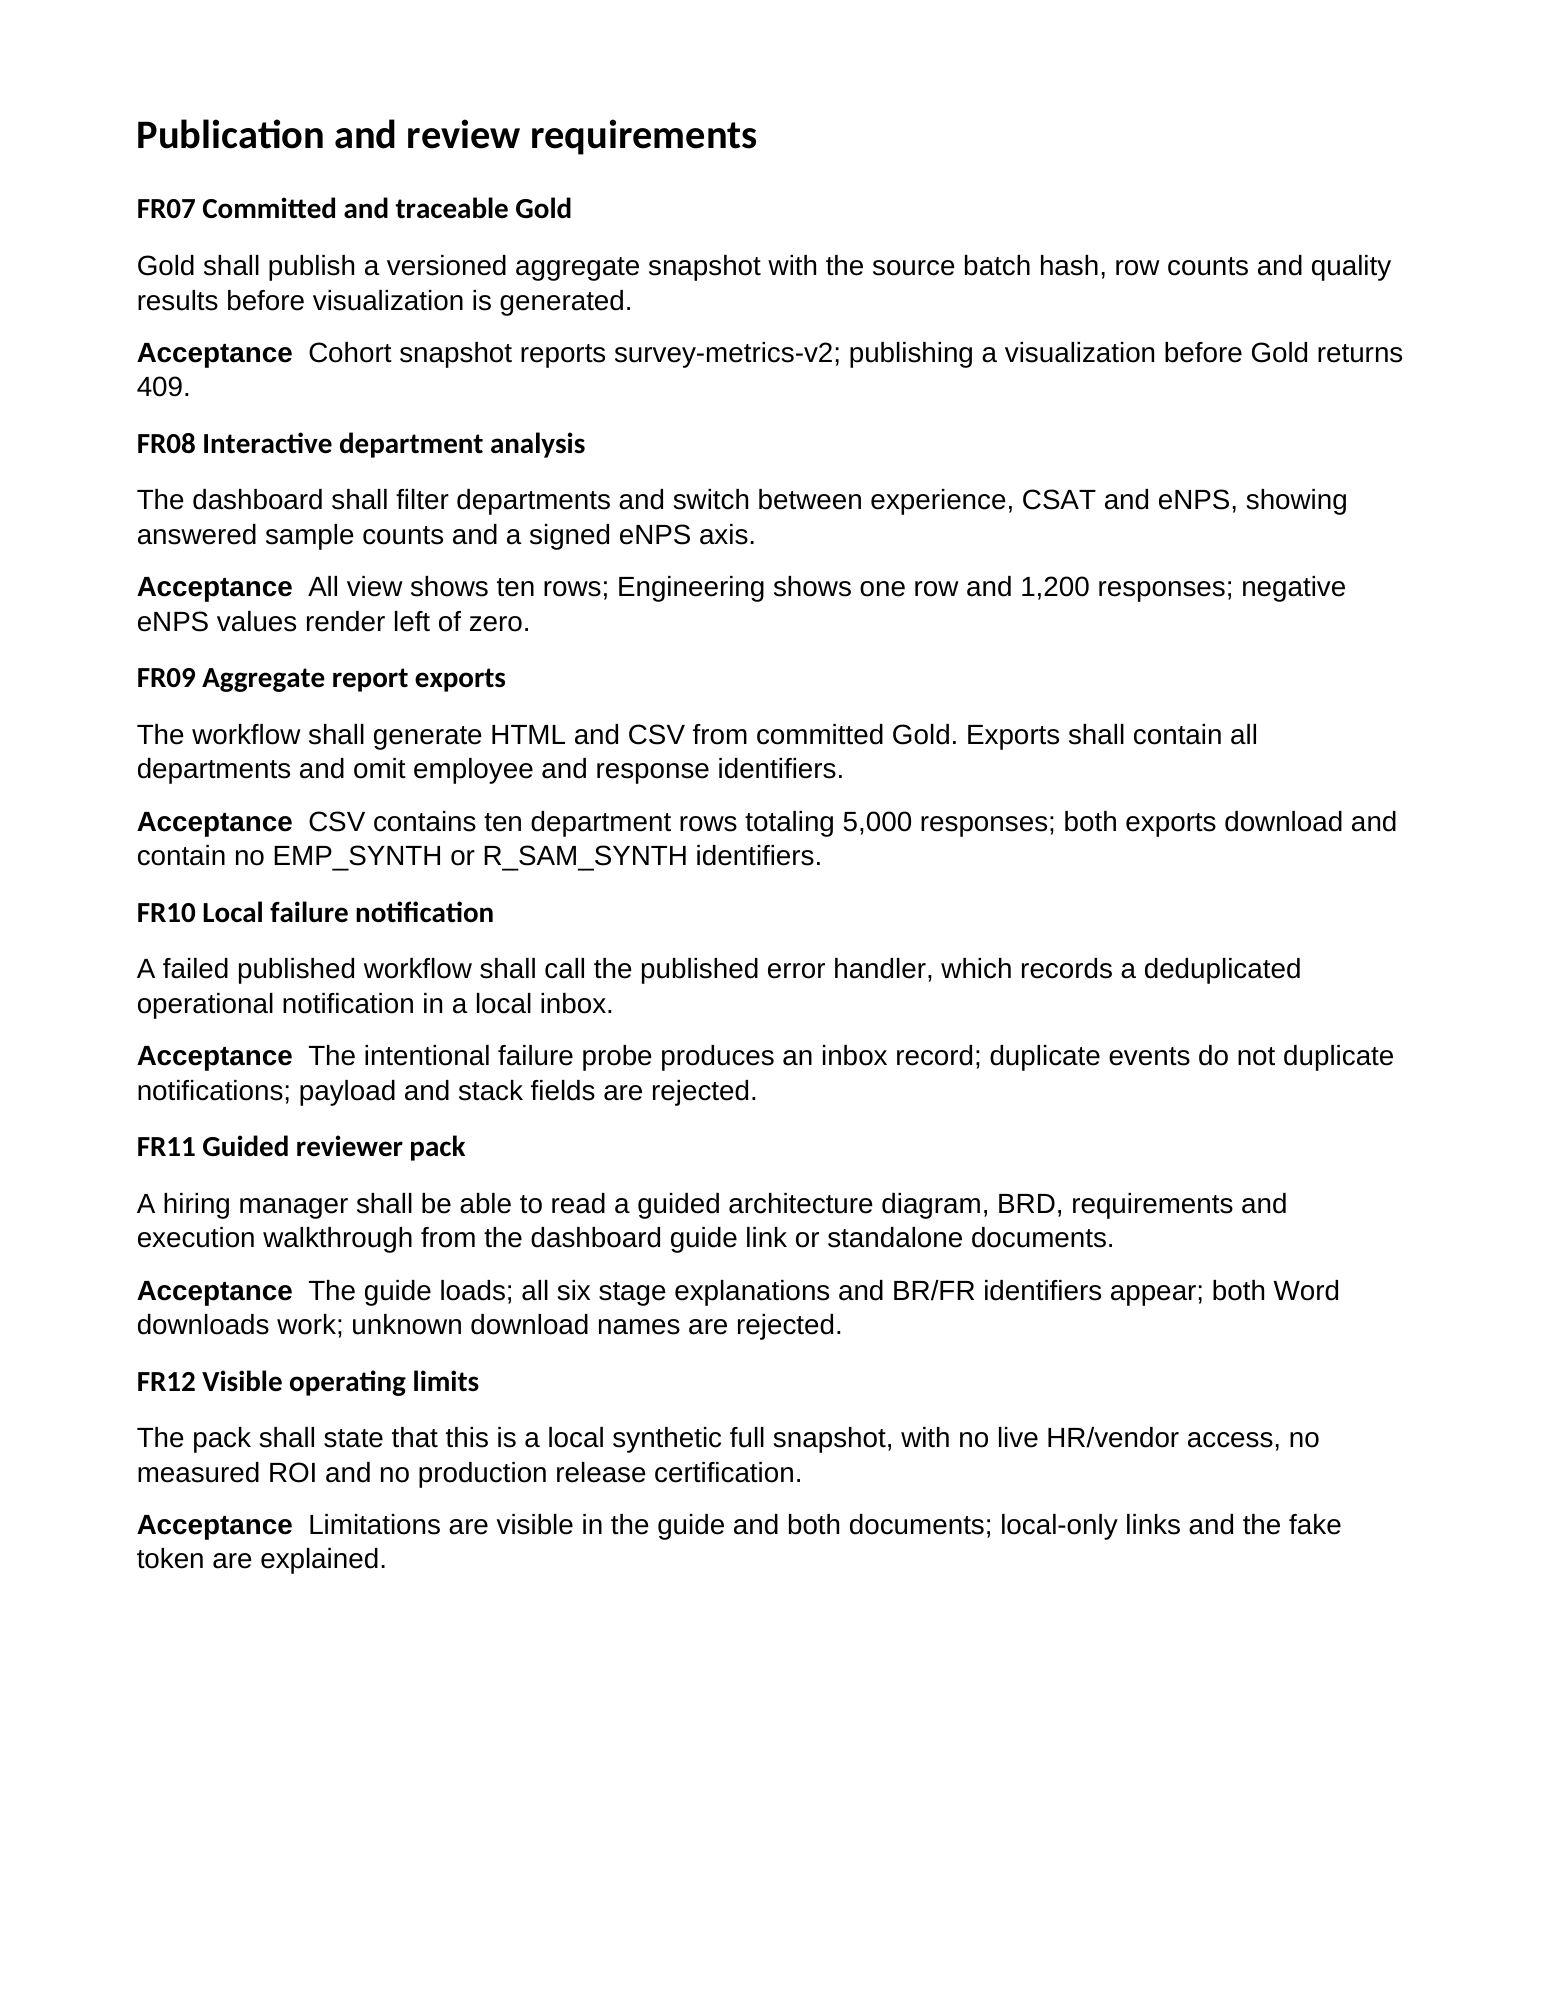 Publication and review requirements
FR07 Committed and traceable Gold
Gold shall publish a versioned aggregate snapshot with the source batch hash, row counts and quality
results before visualization is generated.
Acceptance  Cohort snapshot reports survey-metrics-v2; publishing a visualization before Gold returns
409.
FR08 Interactive department analysis
The dashboard shall filter departments and switch between experience, CSAT and eNPS, showing
answered sample counts and a signed eNPS axis.
Acceptance  All view shows ten rows; Engineering shows one row and 1,200 responses; negative
eNPS values render left of zero.
FR09 Aggregate report exports
The workflow shall generate HTML and CSV from committed Gold. Exports shall contain all
departments and omit employee and response identifiers.
Acceptance  CSV contains ten department rows totaling 5,000 responses; both exports download and
contain no EMP_SYNTH or R_SAM_SYNTH identifiers.
FR10 Local failure notification
A failed published workflow shall call the published error handler, which records a deduplicated
operational notification in a local inbox.
Acceptance  The intentional failure probe produces an inbox record; duplicate events do not duplicate
notifications; payload and stack fields are rejected.
FR11 Guided reviewer pack
A hiring manager shall be able to read a guided architecture diagram, BRD, requirements and
execution walkthrough from the dashboard guide link or standalone documents.
Acceptance  The guide loads; all six stage explanations and BR/FR identifiers appear; both Word
downloads work; unknown download names are rejected.
FR12 Visible operating limits
The pack shall state that this is a local synthetic full snapshot, with no live HR/vendor access, no
measured ROI and no production release certification.
Acceptance  Limitations are visible in the guide and both documents; local-only links and the fake
token are explained.